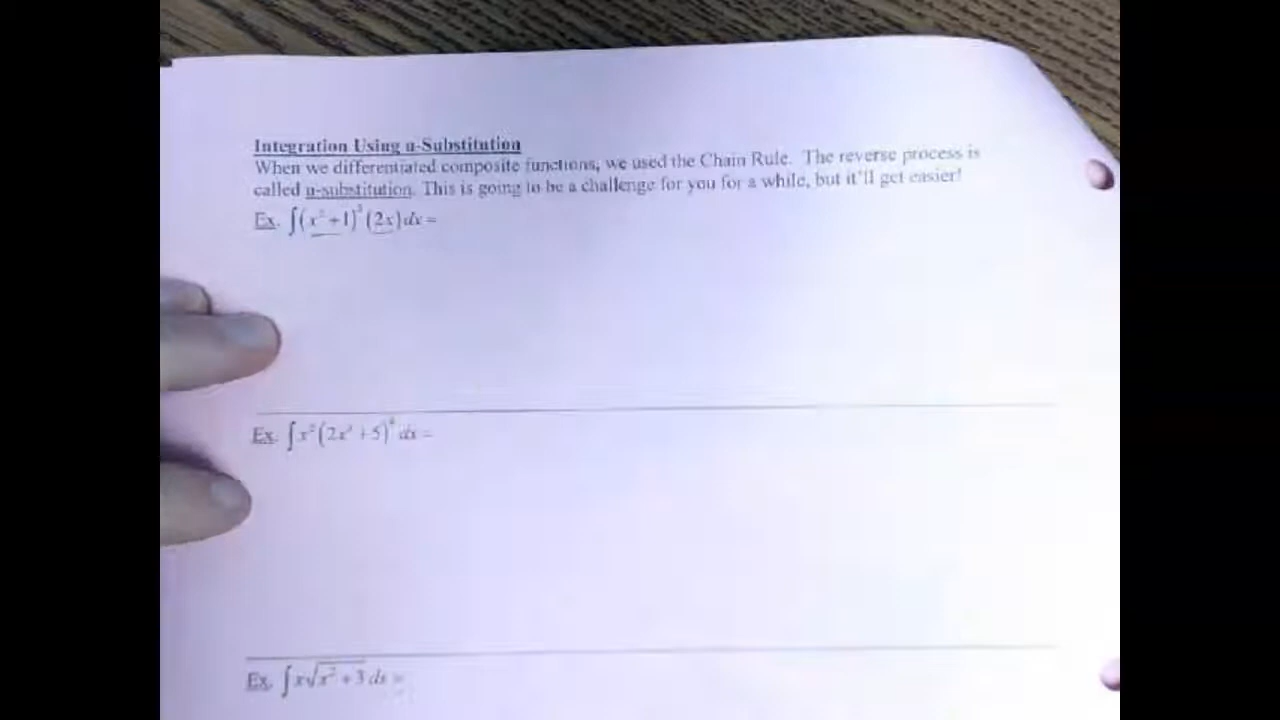 Integration Using u-Substitution
When we differentiated composite functions, we used the Chain Rule. The reverse process is
called u-substitution. This is going to be a challenge for you for a while, but it'll get easier!
Ex. ∫(x² +1)³ (2x)dx =
Ex. ∫x²(2x³ +5)⁴ dx =
Ex. ∫x√x² +3 dx =